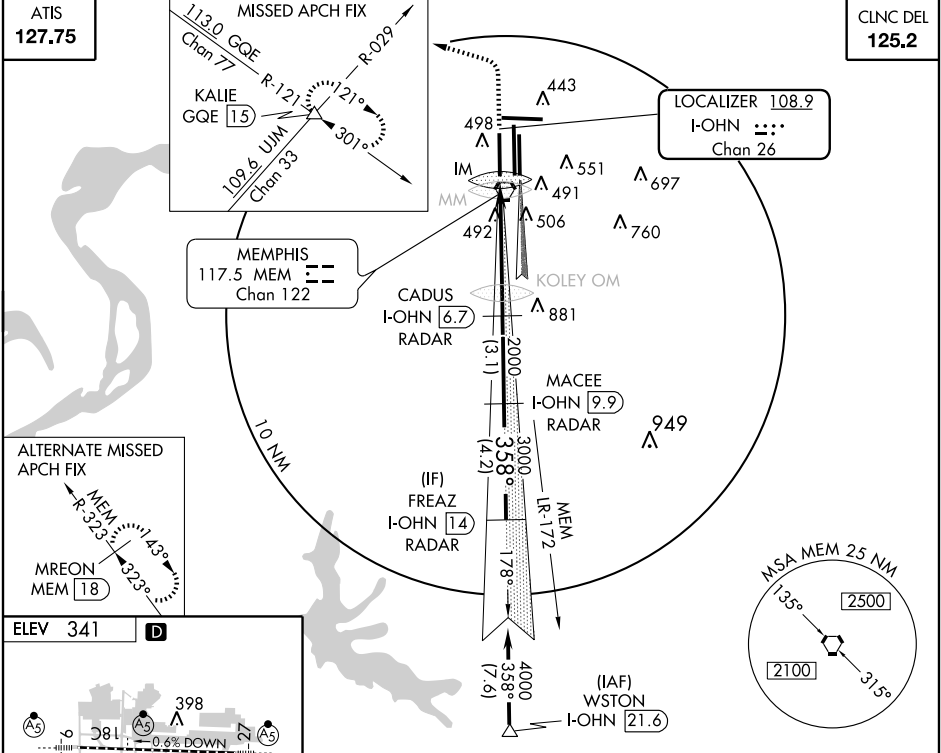 ATIS
127.75
MISSED APCH FIX
113.0 GQE
Chan 77
R-121
R-029
121°
301°
KALIE
GQE 15
109.6 UJM
Chan 33
CLNC DEL
125.2
LOCALIZER 108.9
I-OHN
Chan 26
443
498
551
697
IM
491
MM
492
506
760
MEMPHIS
117.5 MEM
Chan 122
KOLEY OM
881
CADUS
I-OHN 6.7
RADAR
2000
(3.1)
MACEE
I-OHN 9.9
RADAR
949
10 NM
3000
358°
(4.2)
(IF)
FREAZ
I-OHN 14
RADAR
MEM
LR-172
178°
ALTERNATE MISSED
APCH FIX
MEM
R-323
143°
323°
MREON
MEM 18
MSA MEM 25 NM
135°
2500
2100
315°
4000
358°
(7.6)
(IAF)
WSTON
I-OHN 21.6
ELEV 341
D
398
A5
A5
A5
9
18C
27
0.6% DOWN